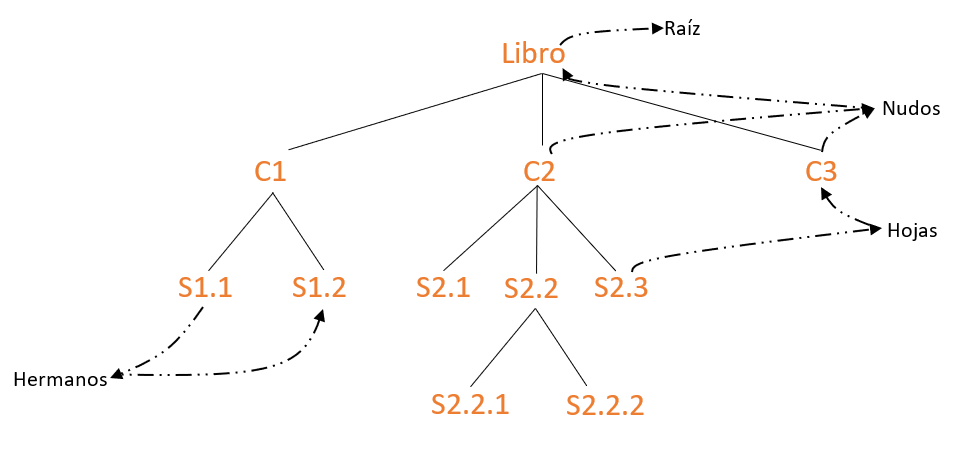 Raíz
Libro
Nudos
C1
C2
C3
Hojas
S1.1
S1.2
S2.1
S2.2
S2.3
Hermanos
S2.2.1
S2.2.2